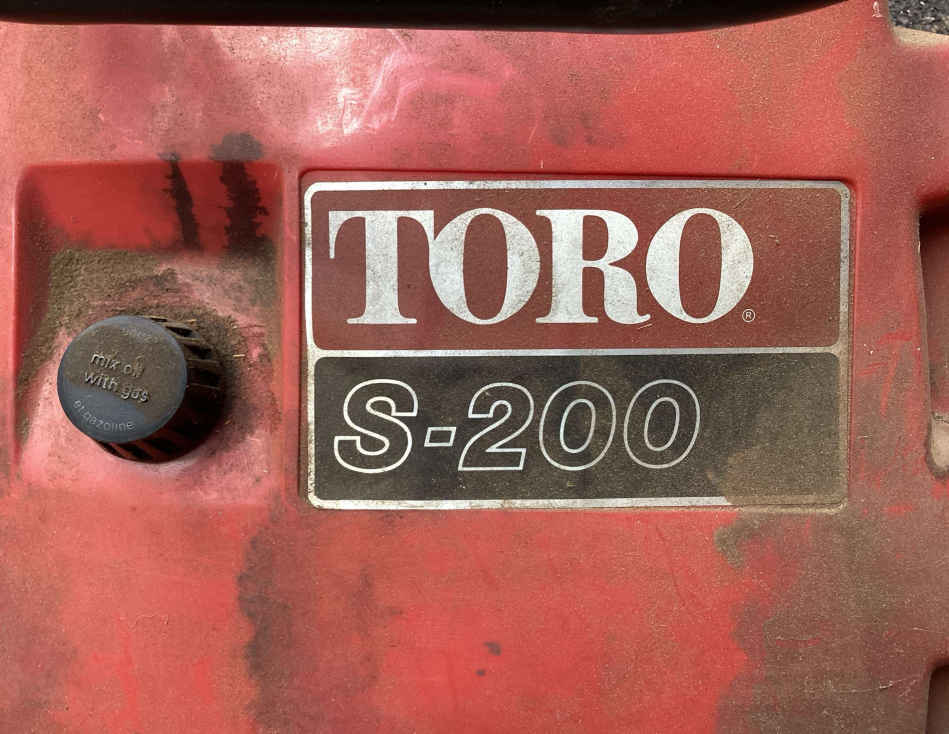 TORO®
S-200
mix oil
with gas
et gazoline